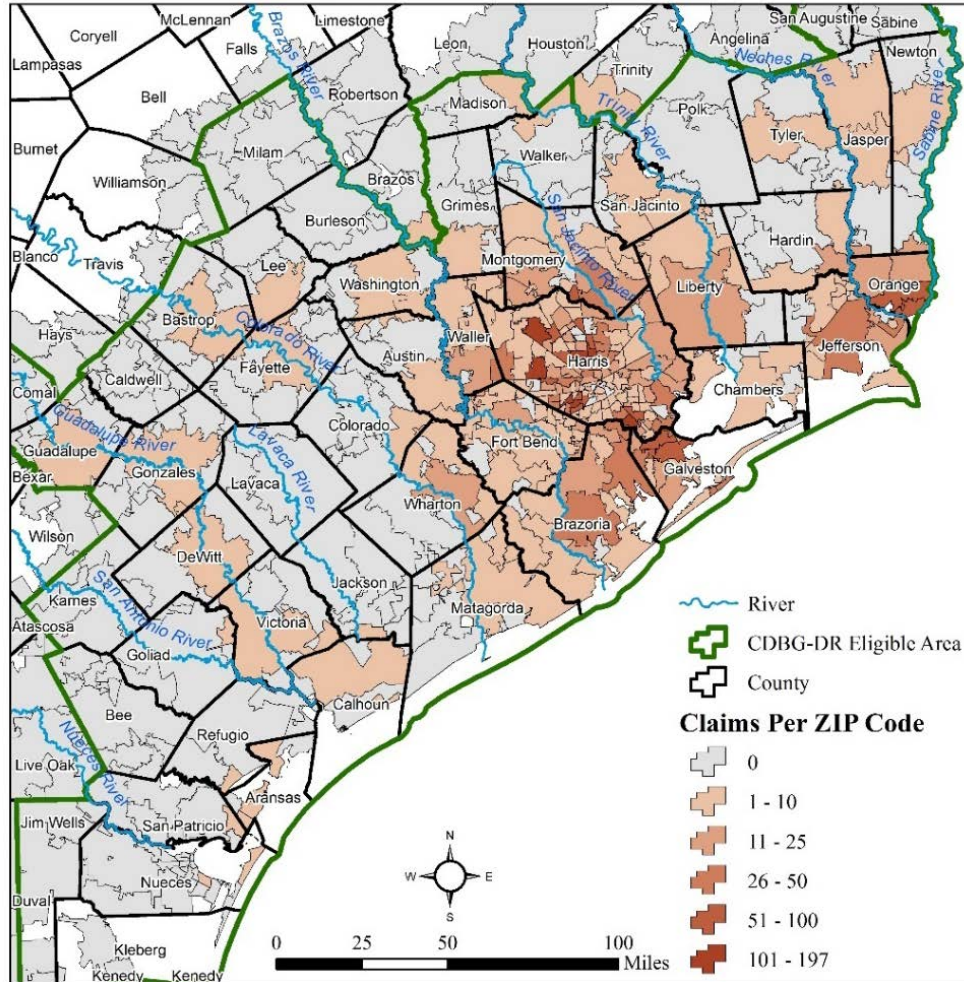 McLennan
Limestone
San Augustine
Sabine
Coryell
Falls
Brazos River
Leon
Houston
Angelina
Newton
Lampasas
Neches River
Trinity
Bell
Robertson
Madison
Trinity River
Polk
Sabine River
Burnet
Milam
Walker
Tyler
Jasper
Williamson
Brazos
Grimes
San Jacinto
Burleson
San Jacinto River
Hardin
Blanco
Travis
Lee
Washington
Montgomery
Liberty
Orange
Bastrop
Colorado River
Waller
Hays
Fayette
Austin
Harris
Jefferson
Caldwell
Chambers
Comal
Guadalupe River
Lavaca River
Colorado
Fort Bend
Guadalupe
Gonzales
Galveston
Bexar
Lavaca
Wharton
Brazoria
Wilson
DeWitt
San Antonio River
Jackson
Karnes
Matagorda
Atascosa
Victoria
Goliad
Calhoun
Bee
Refugio
Nueces River
Live Oak
Aransas
Jim Wells
San Patricio
Nueces
Duval
Kleberg
Kenedy
Kenedy
River
CDBG-DR Eligible Area
County
Claims Per ZIP Code
0
1 - 10
11 - 25
26 - 50
51 - 100
101 - 197
N
W E
S
0 25 50 100
Miles